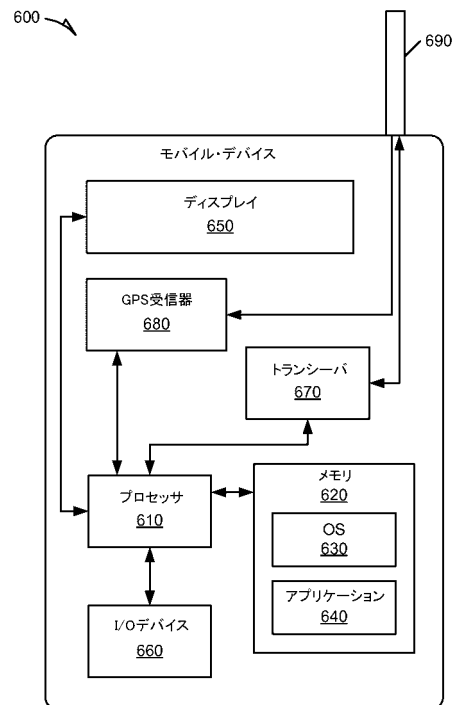 600
690
モバイル・デバイス
ディスプレイ
650
GPS受信器
680
トランシーバ
670
プロセッサ
610
メモリ
620
OS
630
アプリケーション
640
I/Oデバイス
660